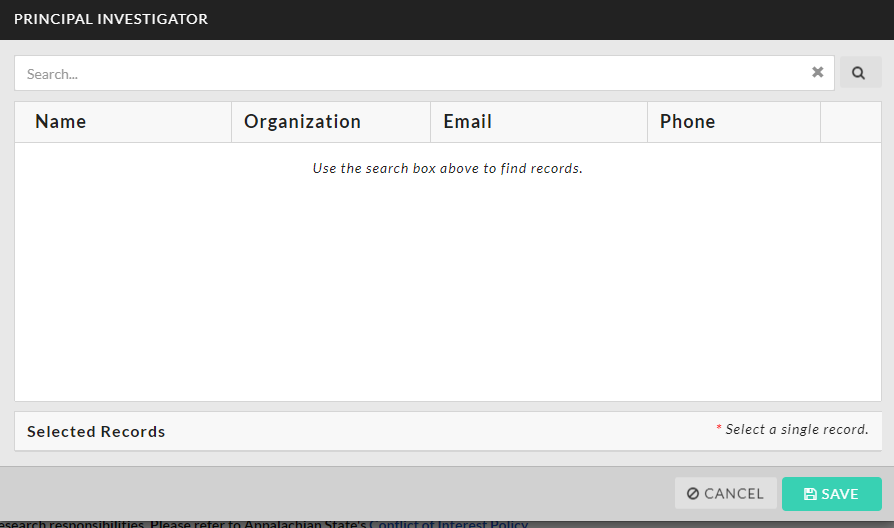 PRINCIPAL INVESTIGATOR
Search...
Name Organization Email Phone
Use the search box above to find records.
Selected Records * Select a single record.
CANCEL SAVE
esearch responsibilities. Please refer to Appalachian State's Conflict of Interest Policy